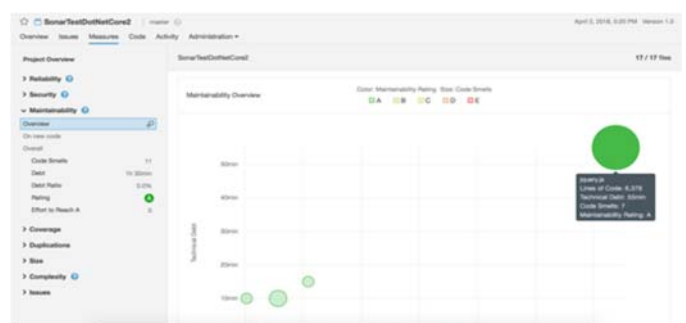 SonarTestDotNetCore2 master
April 3, 2018, 5:20 PM Version 1.0
Overview Issues Measures Code Activity Administration
Project Overview
SonarTestDotNetCore2
17 / 17 files
Reliability
Security
Maintainability
Overview
On new code
Overall
Code Smells 11
Debt 1h 30min
Debt Ratio 0.0%
Rating A
Effort to Reach A 0
Coverage
Duplications
Size
Complexity
Issues
Maintainability Overview
Color: Maintainability Rating Size: Code Smells
A B C D E
Technical Debt
50min
40min
30min
20min
10min
Lines of Code: 6,378
Technical Debt: 55min
Code Smells: 7
Maintainability Rating: A